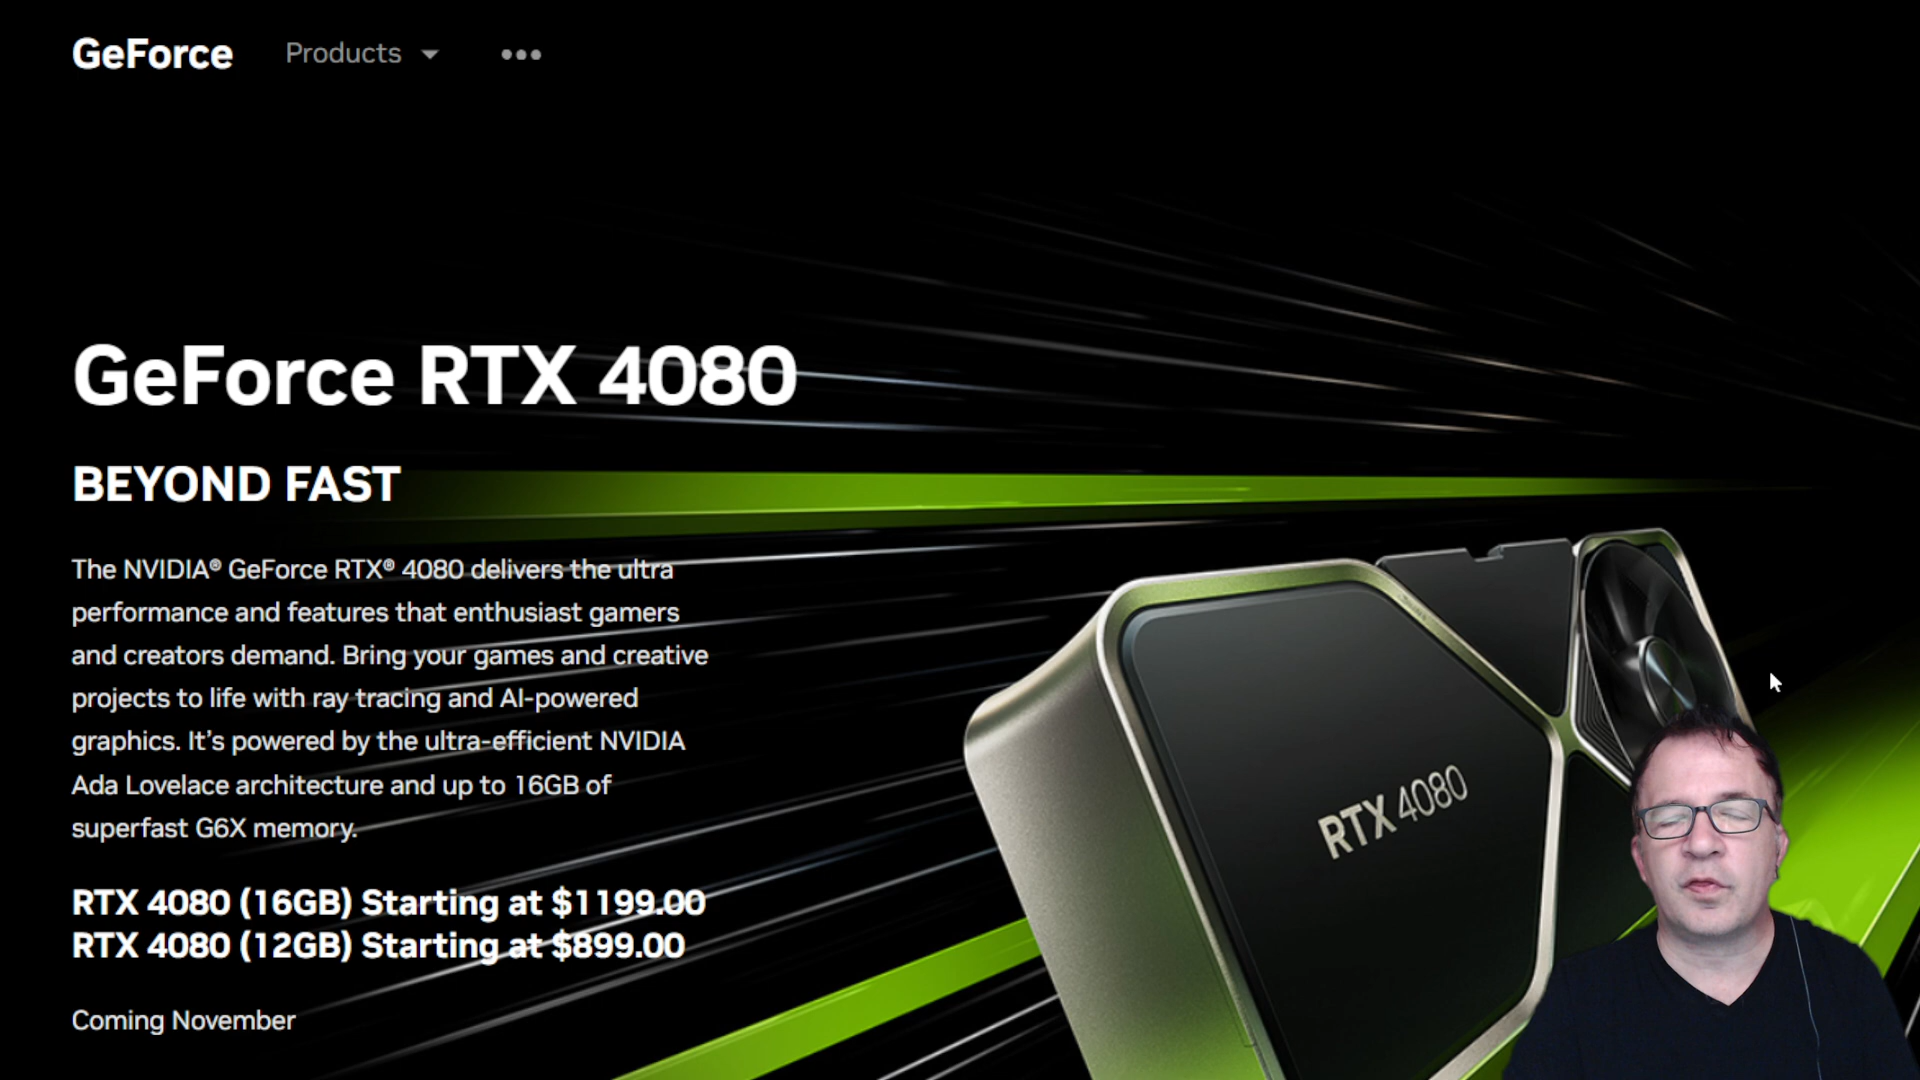 GeForce Products
GeForce RTX 4080
BEYOND FAST
The NVIDIA® GeForce RTX® 4080 delivers the ultra
performance and features that enthusiast gamers
and creators demand. Bring your games and creative
projects to life with ray tracing and AI-powered
graphics. It’s powered by the ultra-efficient NVIDIA
Ada Lovelace architecture and up to 16GB of
superfast G6X memory.
RTX 4080 (16GB) Starting at $1199.00
RTX 4080 (12GB) Starting at $899.00
Coming November
RTX 4080